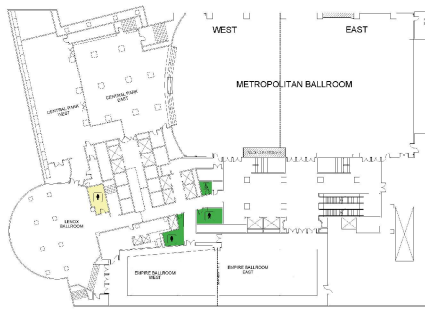 WEST
EAST
METROPOLITAN BALLROOM
CENTRAL PARK
EAST
CENTRAL PARK
WEST
LENOX
BALLROOM
EMPIRE BALLROOM
WEST
EMPIRE BALLROOM
EAST